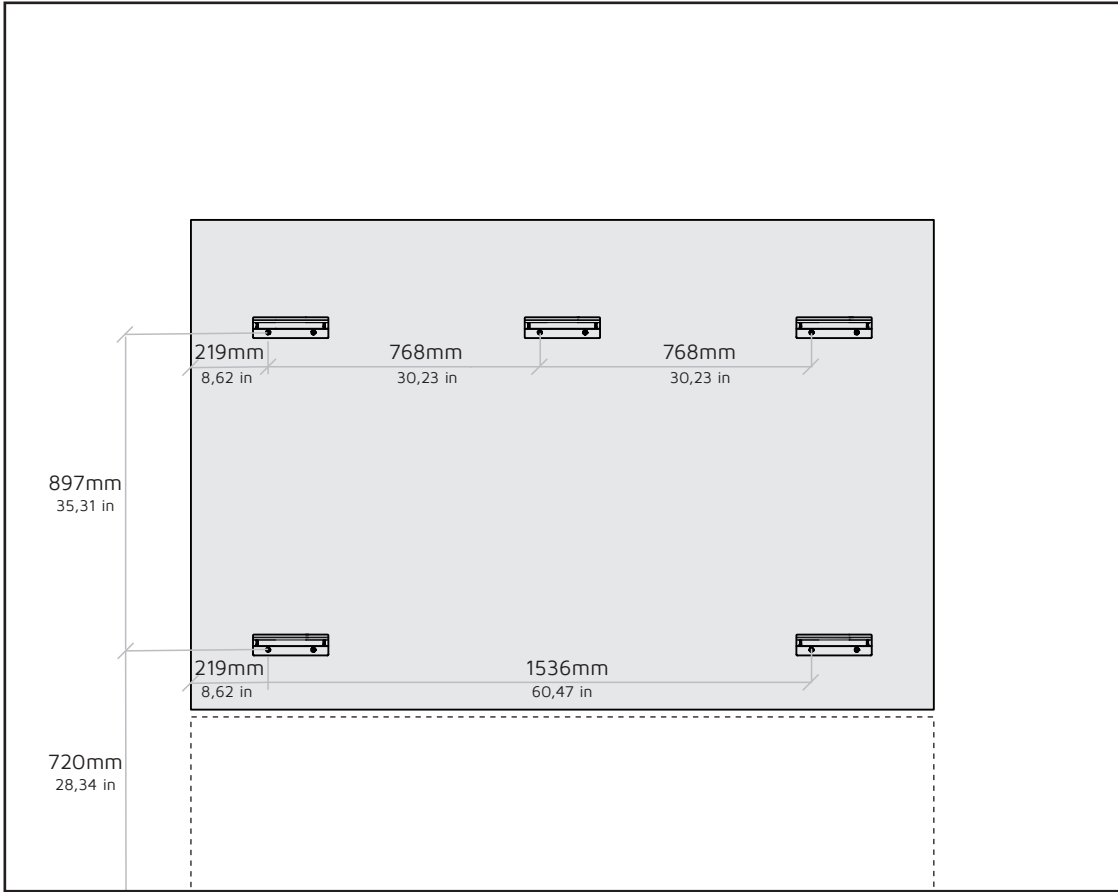 219mm
8,62 in
768mm
30,23 in
768mm
30,23 in
897mm
35,31 in
219mm
8,62 in
1536mm
60,47 in
720mm
28,34 in